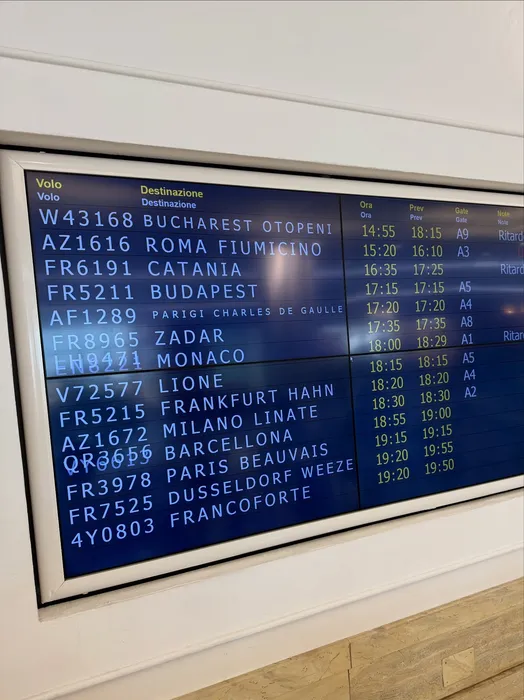 Volo Destinazione Ora Prev Gate Note
Volo Destinazione Ora Prev Gate Note
W43168 BUCHAREST OTOPENI 14:55 18:15 A9 Ritard
AZ1616 ROMA FIUMICINO 15:20 16:10 A3
FR6191 CATANIA 16:35 17:25 Ritard
FR5211 BUDAPEST 17:15 17:15 A5
AF1289 PARIGI CHARLES DE GAULLE 17:20 17:20 A4
FR8965 ZADAR 17:35 17:35 A8
MONACO 18:00 18:29 A1 Ritard
V72577 LIONE 18:15 18:15 A5
FR5215 FRANKFURT HAHN 18:20 18:20 A4
AZ1672 MILANO LINATE 18:30 18:30 A2
BARCELLONA 18:55 19:00
FR3978 PARIS BEAUVAIS 19:15 19:15
FR7525 DUSSELDORF WEEZE 19:20 19:55
4Y0803 FRANCOFORTE 19:20 19:50